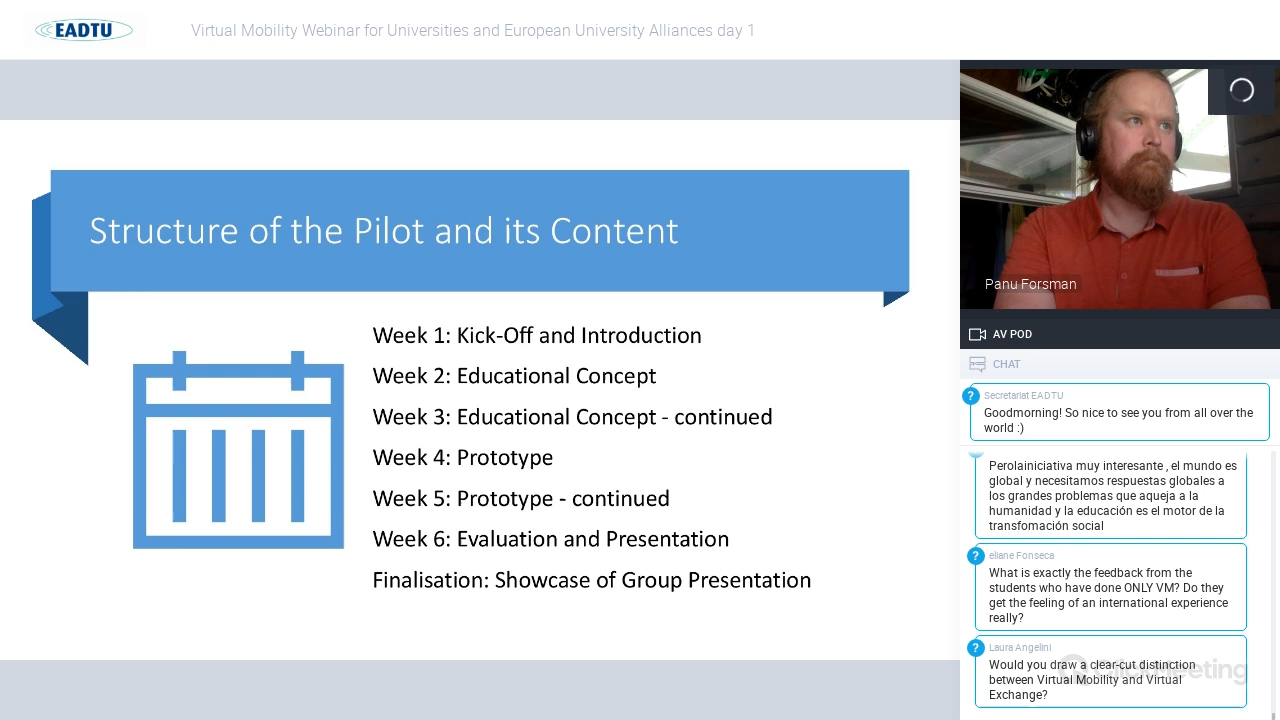 EADTU
Virtual Mobility Webinar for Universities and European University Alliances day 1
Structure of the Pilot and its Content
Week 1: Kick-Off and Introduction
Week 2: Educational Concept
Week 3: Educational Concept - continued
Week 4: Prototype
Week 5: Prototype - continued
Week 6: Evaluation and Presentation
Finalisation: Showcase of Group Presentation
Panu Forsman
AV POD
CHAT
?
Secretariat EADTU
Goodmorning! So nice to see you from all over the
world :)
Perolainiciativa muy interesante , el mundo es
global y necesitamos respuestas globales a
los grandes problemas que aqueja a la
humanidad y la educación es el motor de la
transfomación social
?
eliane Fonseca
What is exactly the feedback from the
students who have done ONLY VM? Do they
get the feeling of an international experience
really?
?
Laura Angelini
Would you draw a clear-cut distinction
between Virtual Mobility and Virtual
Exchange?
ClickMeeting